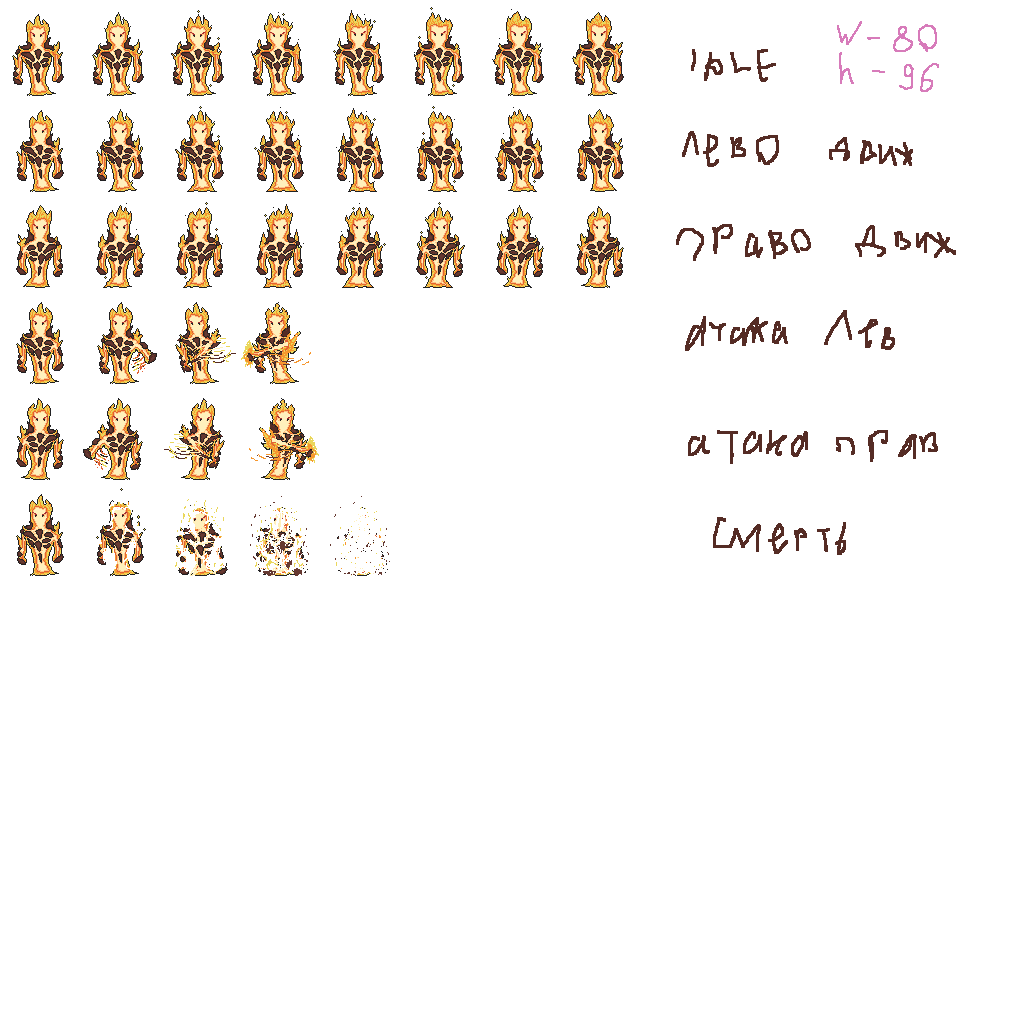 IDLE
W - 80
h - 96
лево движ
право движ
атака лев
атака прав
смерть